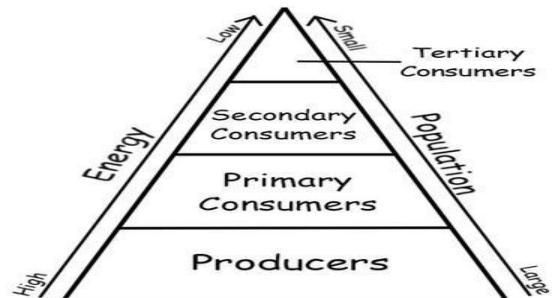 Low
Small
Tertiary
Consumers
Secondary
Consumers
Energy
Population
Primary
Consumers
Producers
High
Large